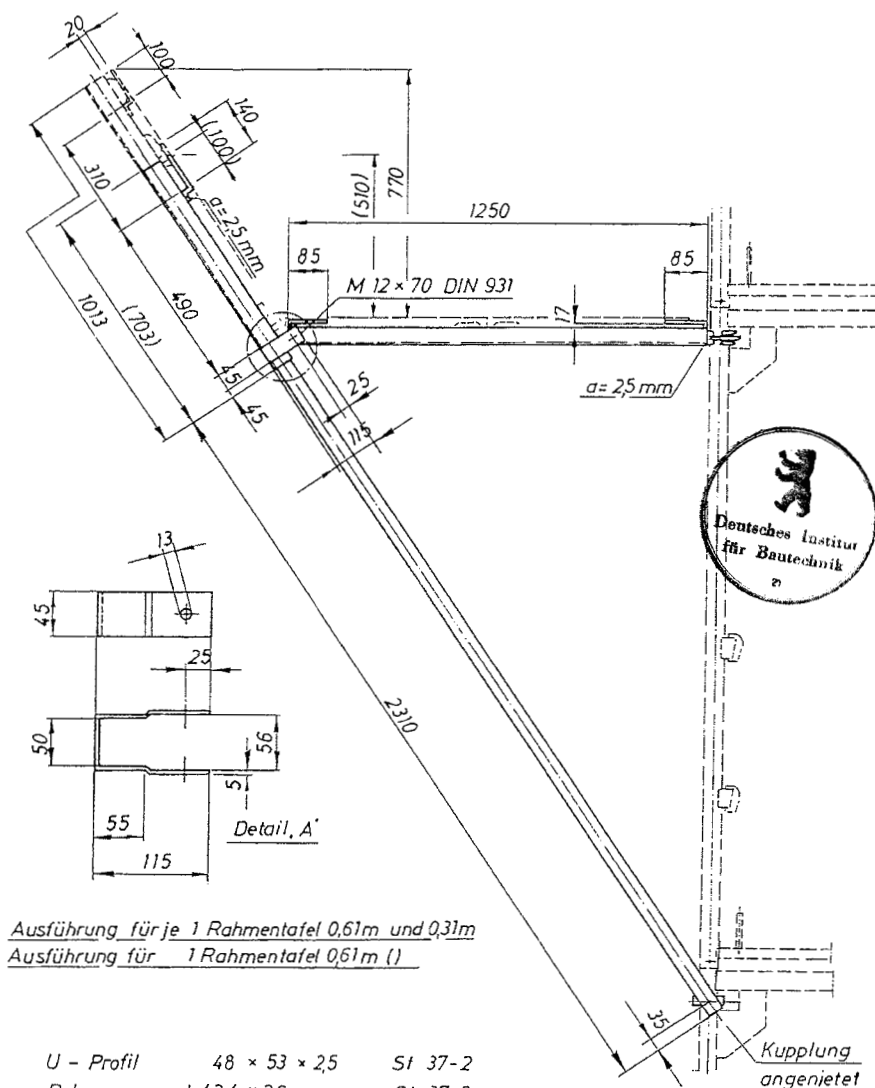 20
100
140
(100)
310
a= 2,5 mm
(510)
770
1250
85
85
M 12 × 70 DIN 931
17
490
1013
(703)
45
45
25
115
a= 2,5 mm
Deutsches Institut
für Bautechnik
13
45
25
50
56
5
55
115
Detail „A"
2310
35
Kupplung
angenietet
Ausführung für je 1 Rahmentafel 0,61m und 0,31m
Ausführung für 1 Rahmentafel 0,61m ()
U - Profil 48 × 53 × 2,5 St 37-2